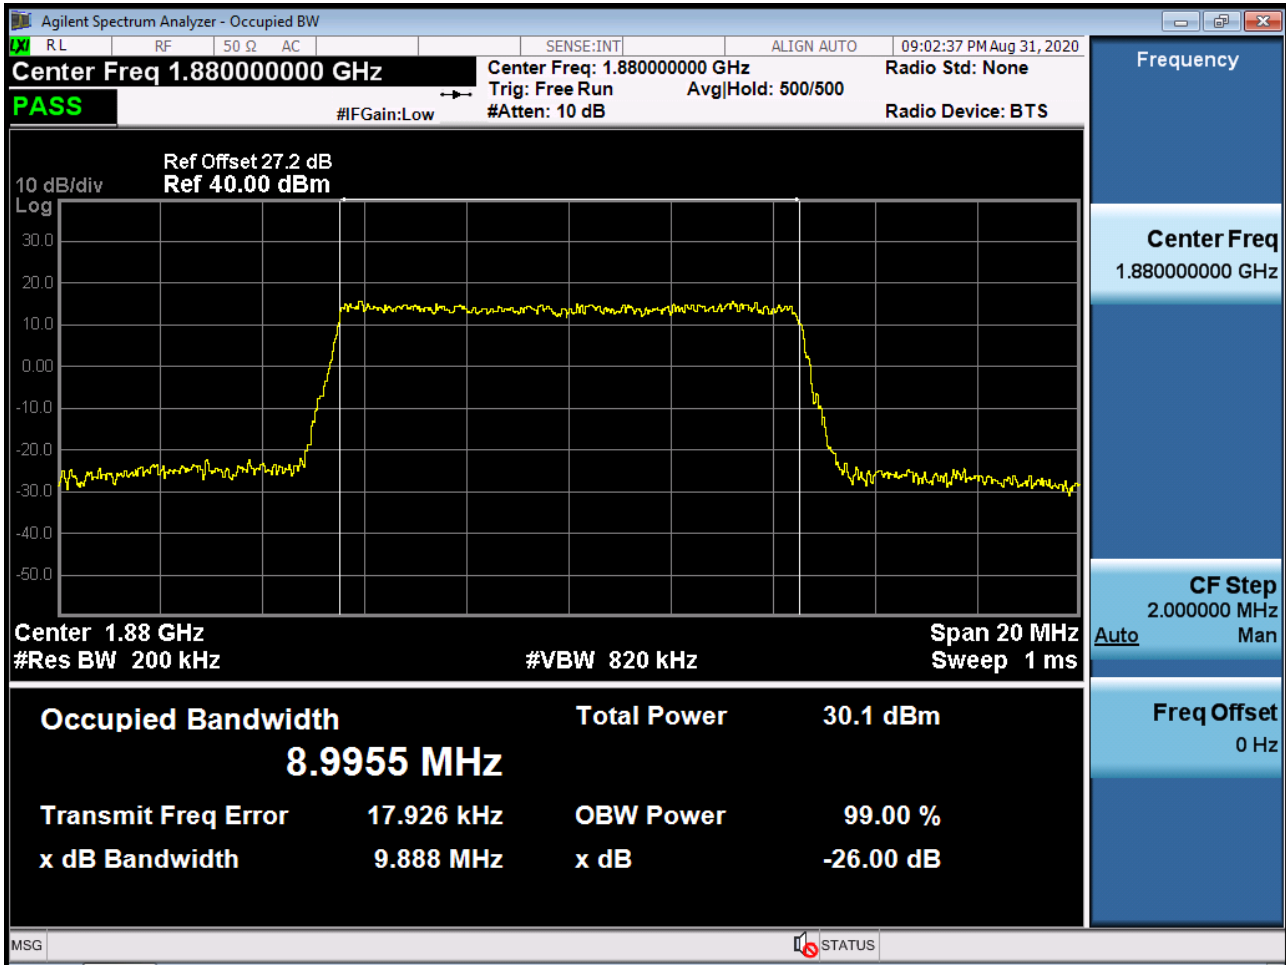 Agilent Spectrum Analyzer - Occupied BW
LXI RL RF 50 Ω AC SENSE:INT ALIGN AUTO 09:02:37 PM Aug 31, 2020
Center Freq 1.880000000 GHz
PASS
#IFGain:Low
Center Freq: 1.880000000 GHz
Trig: Free Run Avg|Hold: 500/500
#Atten: 10 dB
Radio Std: None
Radio Device: BTS
Ref Offset 27.2 dB
10 dB/div Ref 40.00 dBm
Log
30.0
20.0
10.0
0.00
-10.0
-20.0
-30.0
-40.0
-50.0
Center 1.88 GHz Span 20 MHz
#Res BW 200 kHz #VBW 820 kHz Sweep 1 ms
Occupied Bandwidth Total Power 30.1 dBm
8.9955 MHz
Transmit Freq Error 17.926 kHz OBW Power 99.00 %
x dB Bandwidth 9.888 MHz x dB -26.00 dB
Frequency
Center Freq
1.880000000 GHz
CF Step
2.000000 MHz
Auto Man
Freq Offset
0 Hz
MSG STATUS